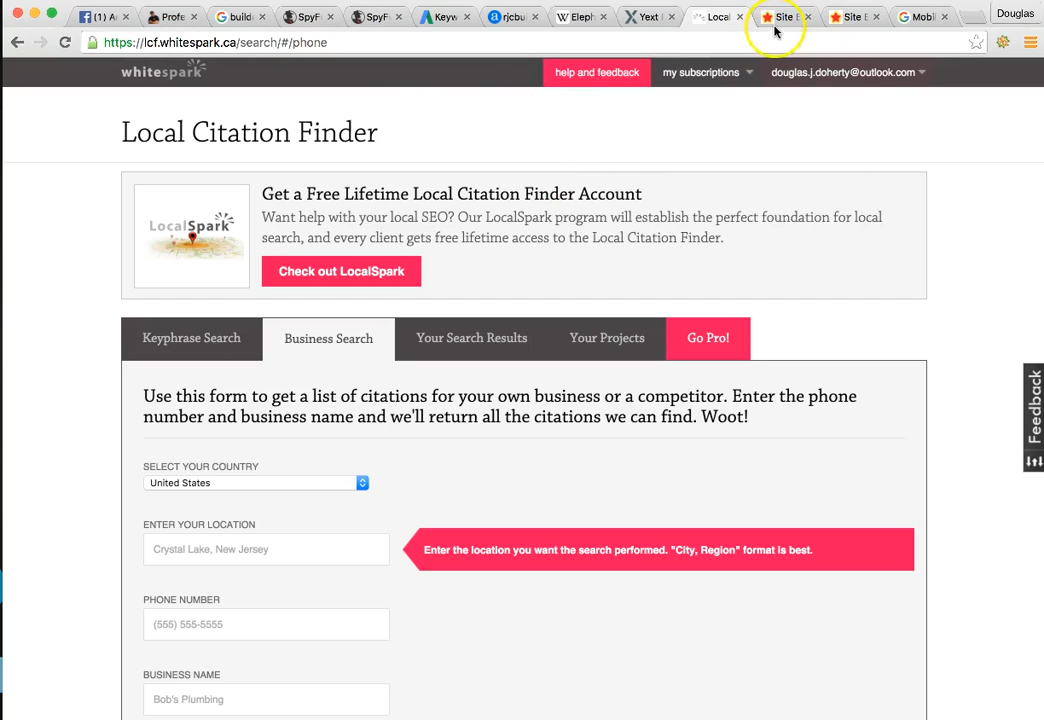 (1) A
Profe
build
SpyF
SpyF
Keyw
rjcbu
Eleph
Yext
Local
Site E
Site E
Mobil
Douglas
https://lcf.whitespark.ca/search/#/phone
whitespark
help and feedback
my subscriptions
douglas.j.doherty@outlook.com
Local Citation Finder
LocalSpark
Get a Free Lifetime Local Citation Finder Account
Want help with your local SEO? Our LocalSpark program will establish the perfect foundation for local
search, and every client gets free lifetime access to the Local Citation Finder.
Check out LocalSpark
Keyphrase Search
Business Search
Your Search Results
Your Projects
Go Pro!
Use this form to get a list of citations for your own business or a competitor. Enter the phone
number and business name and we'll return all the citations we can find. Woot!
SELECT YOUR COUNTRY
United States
ENTER YOUR LOCATION
Crystal Lake, New Jersey
Enter the location you want the search performed. "City, Region" format is best.
PHONE NUMBER
(555) 555-5555
BUSINESS NAME
Bob's Plumbing
Feedback